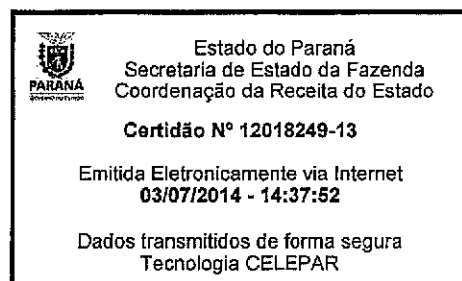 PARANÁ
Estado do Paraná
Secretaria de Estado da Fazenda
Coordenação da Receita do Estado
Certidão Nº 12018249-13
Emitida Eletronicamente via Internet
03/07/2014 - 14:37:52
Dados transmitidos de forma segura
Tecnologia CELEPAR